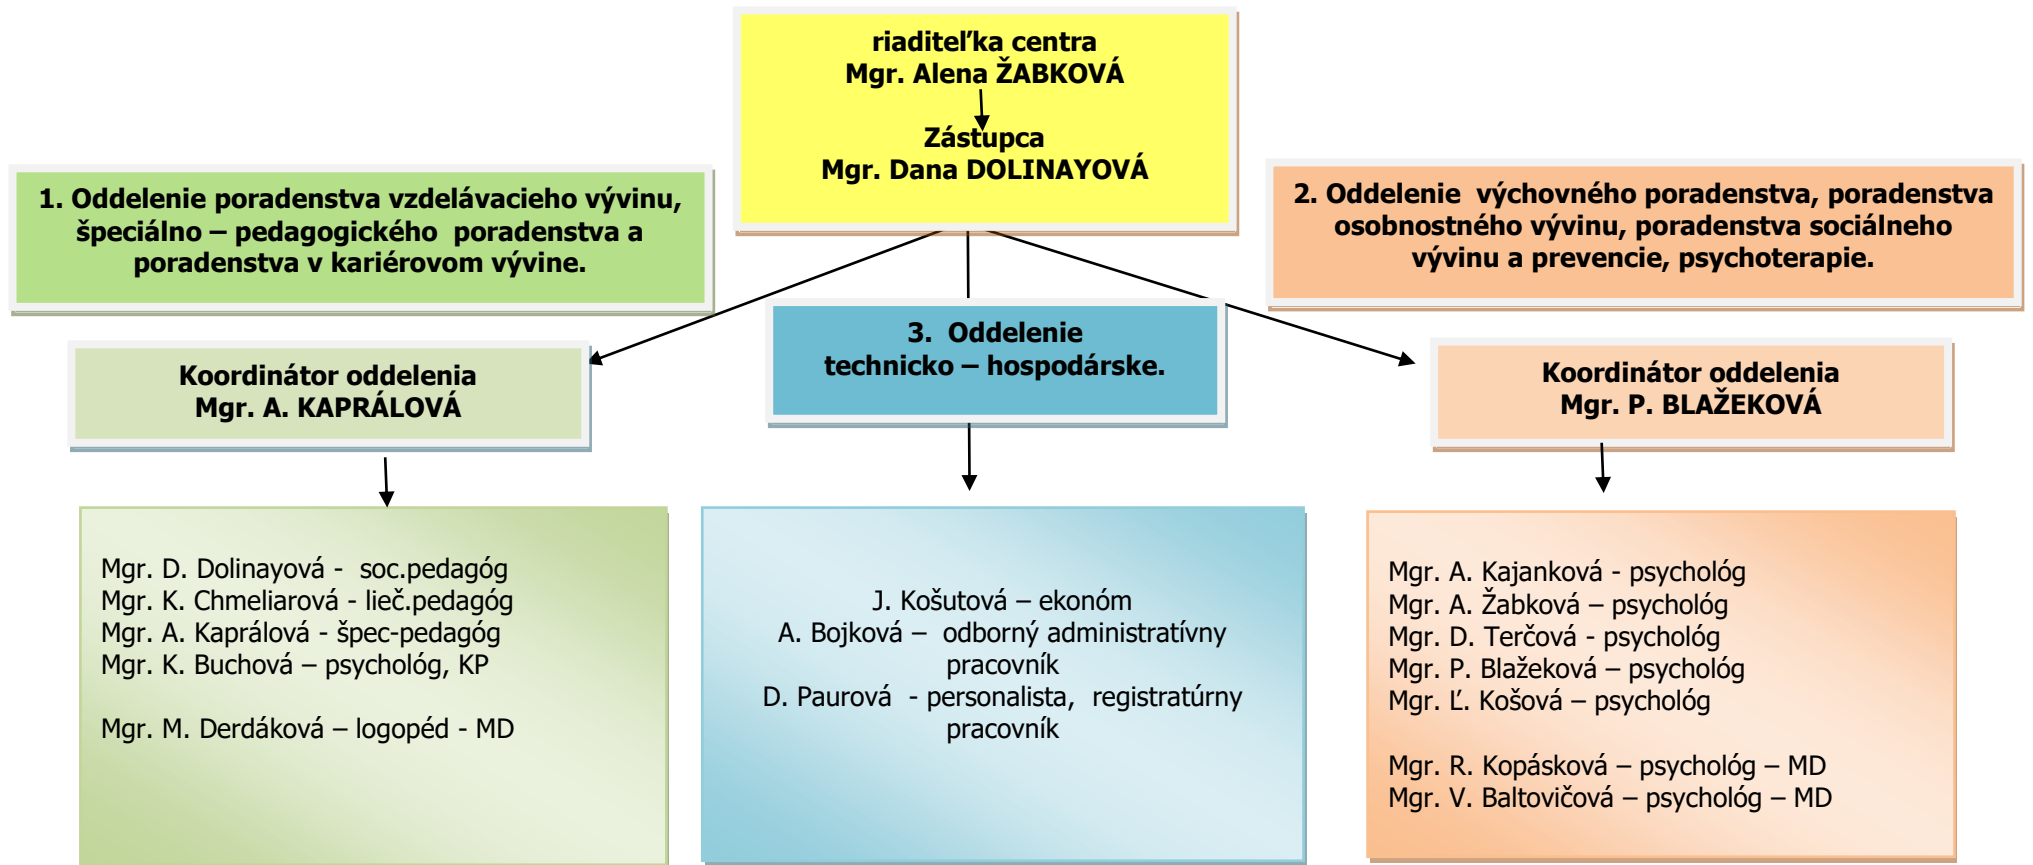 riaditeľka centra
Mgr. Alena ŽABKOVÁ
Zástupca
Mgr. Dana DOLINAYOVÁ
1. Oddelenie poradenstva vzdelávacieho vývinu,
špeciálno – pedagogického  poradenstva a
poradenstva v kariérovom vývine.
2. Oddelenie  výchovného poradenstva, poradenstva
osobnostného vývinu, poradenstva sociálneho
vývinu a prevencie, psychoterapie.
3.  Oddelenie
technicko – hospodárske.
Koordinátor oddelenia
Mgr. A. KAPRÁLOVÁ
Koordinátor oddelenia
Mgr. P. BLAŽEKOVÁ
Mgr. D. Dolinayová -  soc.pedagóg
Mgr. K. Chmeliarová - lieč.pedagóg
Mgr. A. Kaprálová - špec-pedagóg
Mgr. K. Buchová – psychológ, KP
Mgr. M. Derdáková – logopéd - MD
J. Košutová – ekonóm
A. Bojková –  odborný administratívny
pracovník
D. Paurová  - personalista,  registratúrny
pracovník
Mgr. A. Kajanková - psychológ
Mgr. A. Žabková – psychológ
Mgr. D. Terčová - psychológ
Mgr. P. Blažeková – psychológ
Mgr. Ľ. Košová – psychológ
Mgr. R. Kopásková – psychológ – MD
Mgr. V. Baltovičová – psychológ – MD